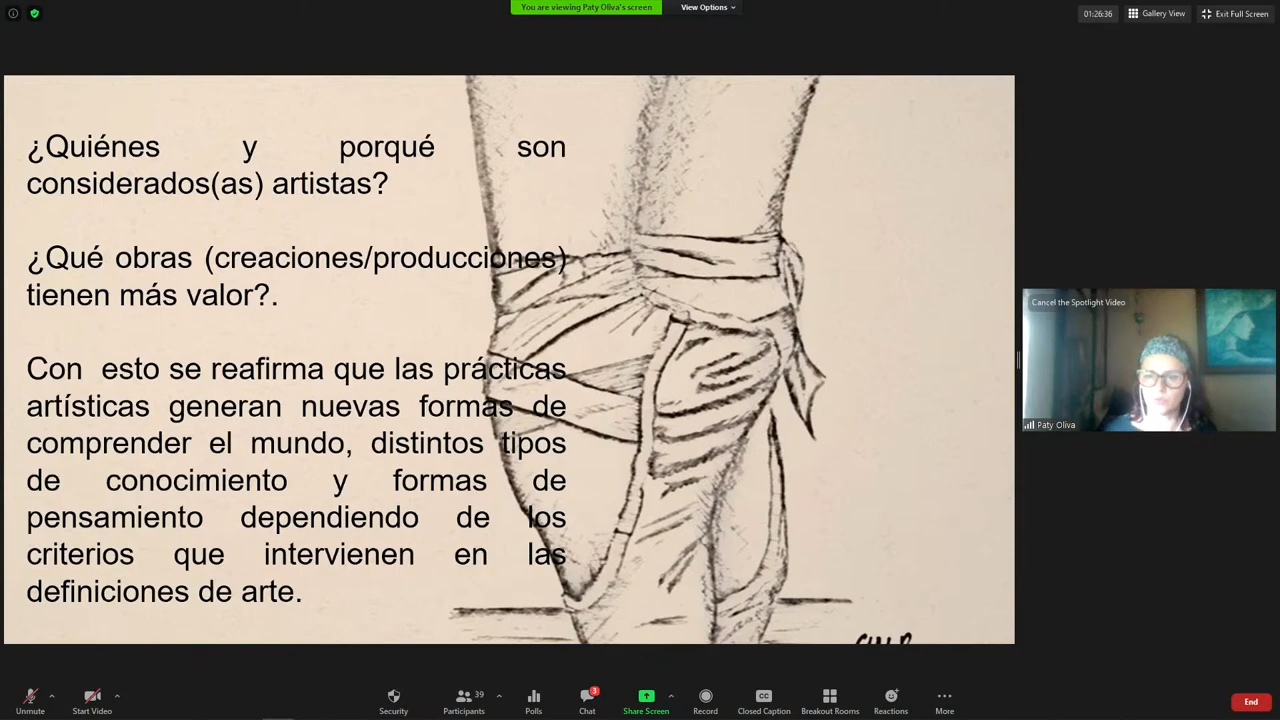 You are viewing Paty Oliva's screen
View Options
01:26:36
Gallery View
Exit Full Screen
¿Quiénes y porqué son
considerados(as) artistas?
¿Qué obras (creaciones/producciones)
tienen más valor?.
Con esto se reafirma que las prácticas
artísticas generan nuevas formas de
comprender el mundo, distintos tipos
de conocimiento y formas de
pensamiento dependiendo de los
criterios que intervienen en las
definiciones de arte.
Cancel the Spotlight Video
Paty Oliva
Unmute
Start Video
Security
Participants
39
Polls
Chat
3
Share Screen
Record
CC
Closed Caption
Breakout Rooms
Reactions
More
End